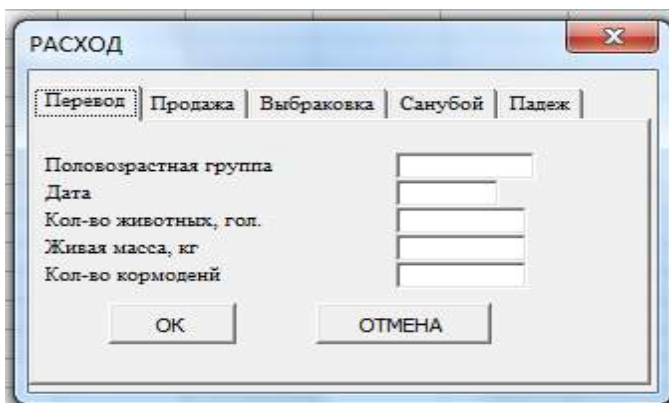 РАСХОД
Перевод Продажа Выбраковка Санубой Падеж
Половозрастная группа
Дата
Кол-во животных, гол.
Живая масса, кг
Кол-во кормоденй
ОК ОТМЕНА